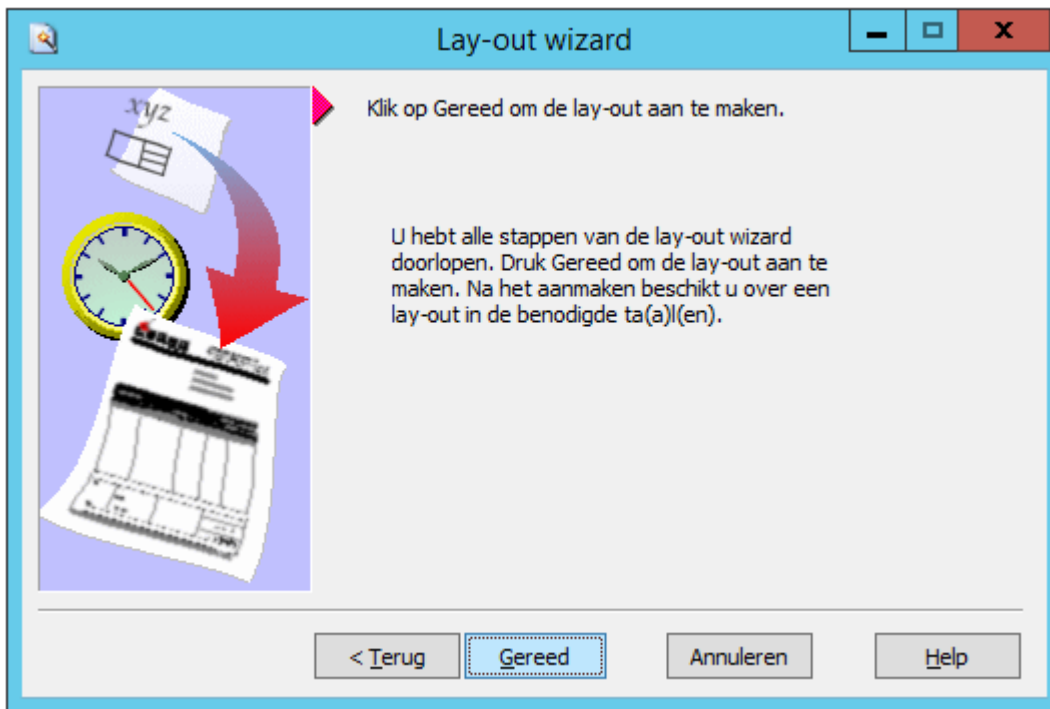 Lay-out wizard
xyz
Klik op Gereed om de lay-out aan te maken.
U hebt alle stappen van de lay-out wizard
doorlopen. Druk Gereed om de lay-out aan te
maken. Na het aanmaken beschikt u over een
lay-out in de benodigde ta(a)l(en).
< Terug
Gereed
Annuleren
Help